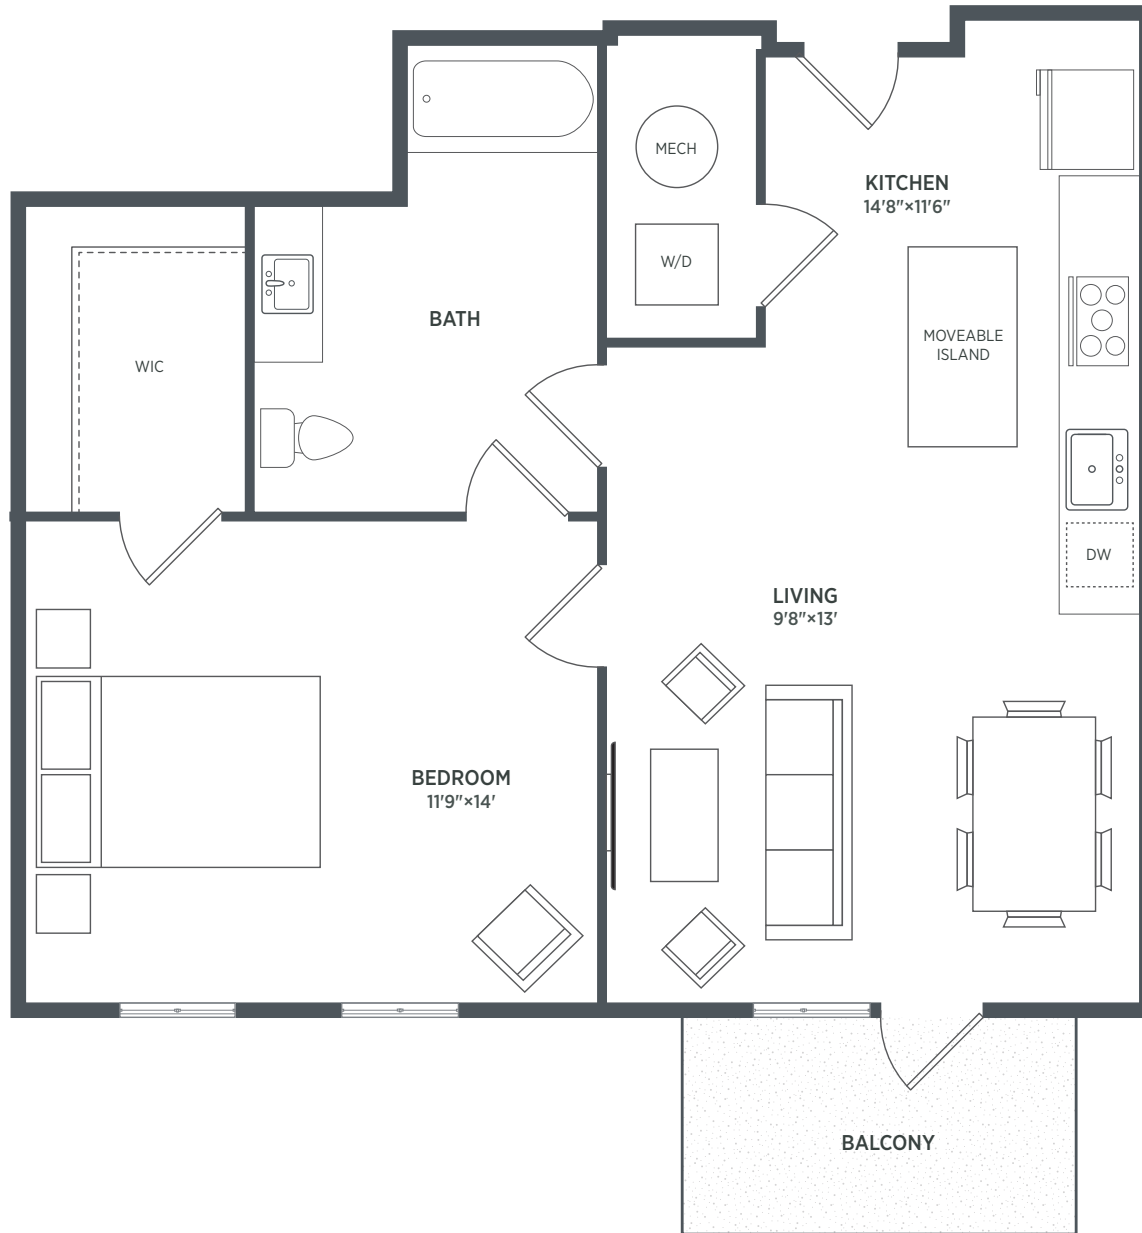 MECH
KITCHEN
14'8"×11'6"
W/D
BATH
MOVEABLE
ISLAND
WIC
DW
LIVING
9'8"×13'
BEDROOM
11'9"×14'
BALCONY